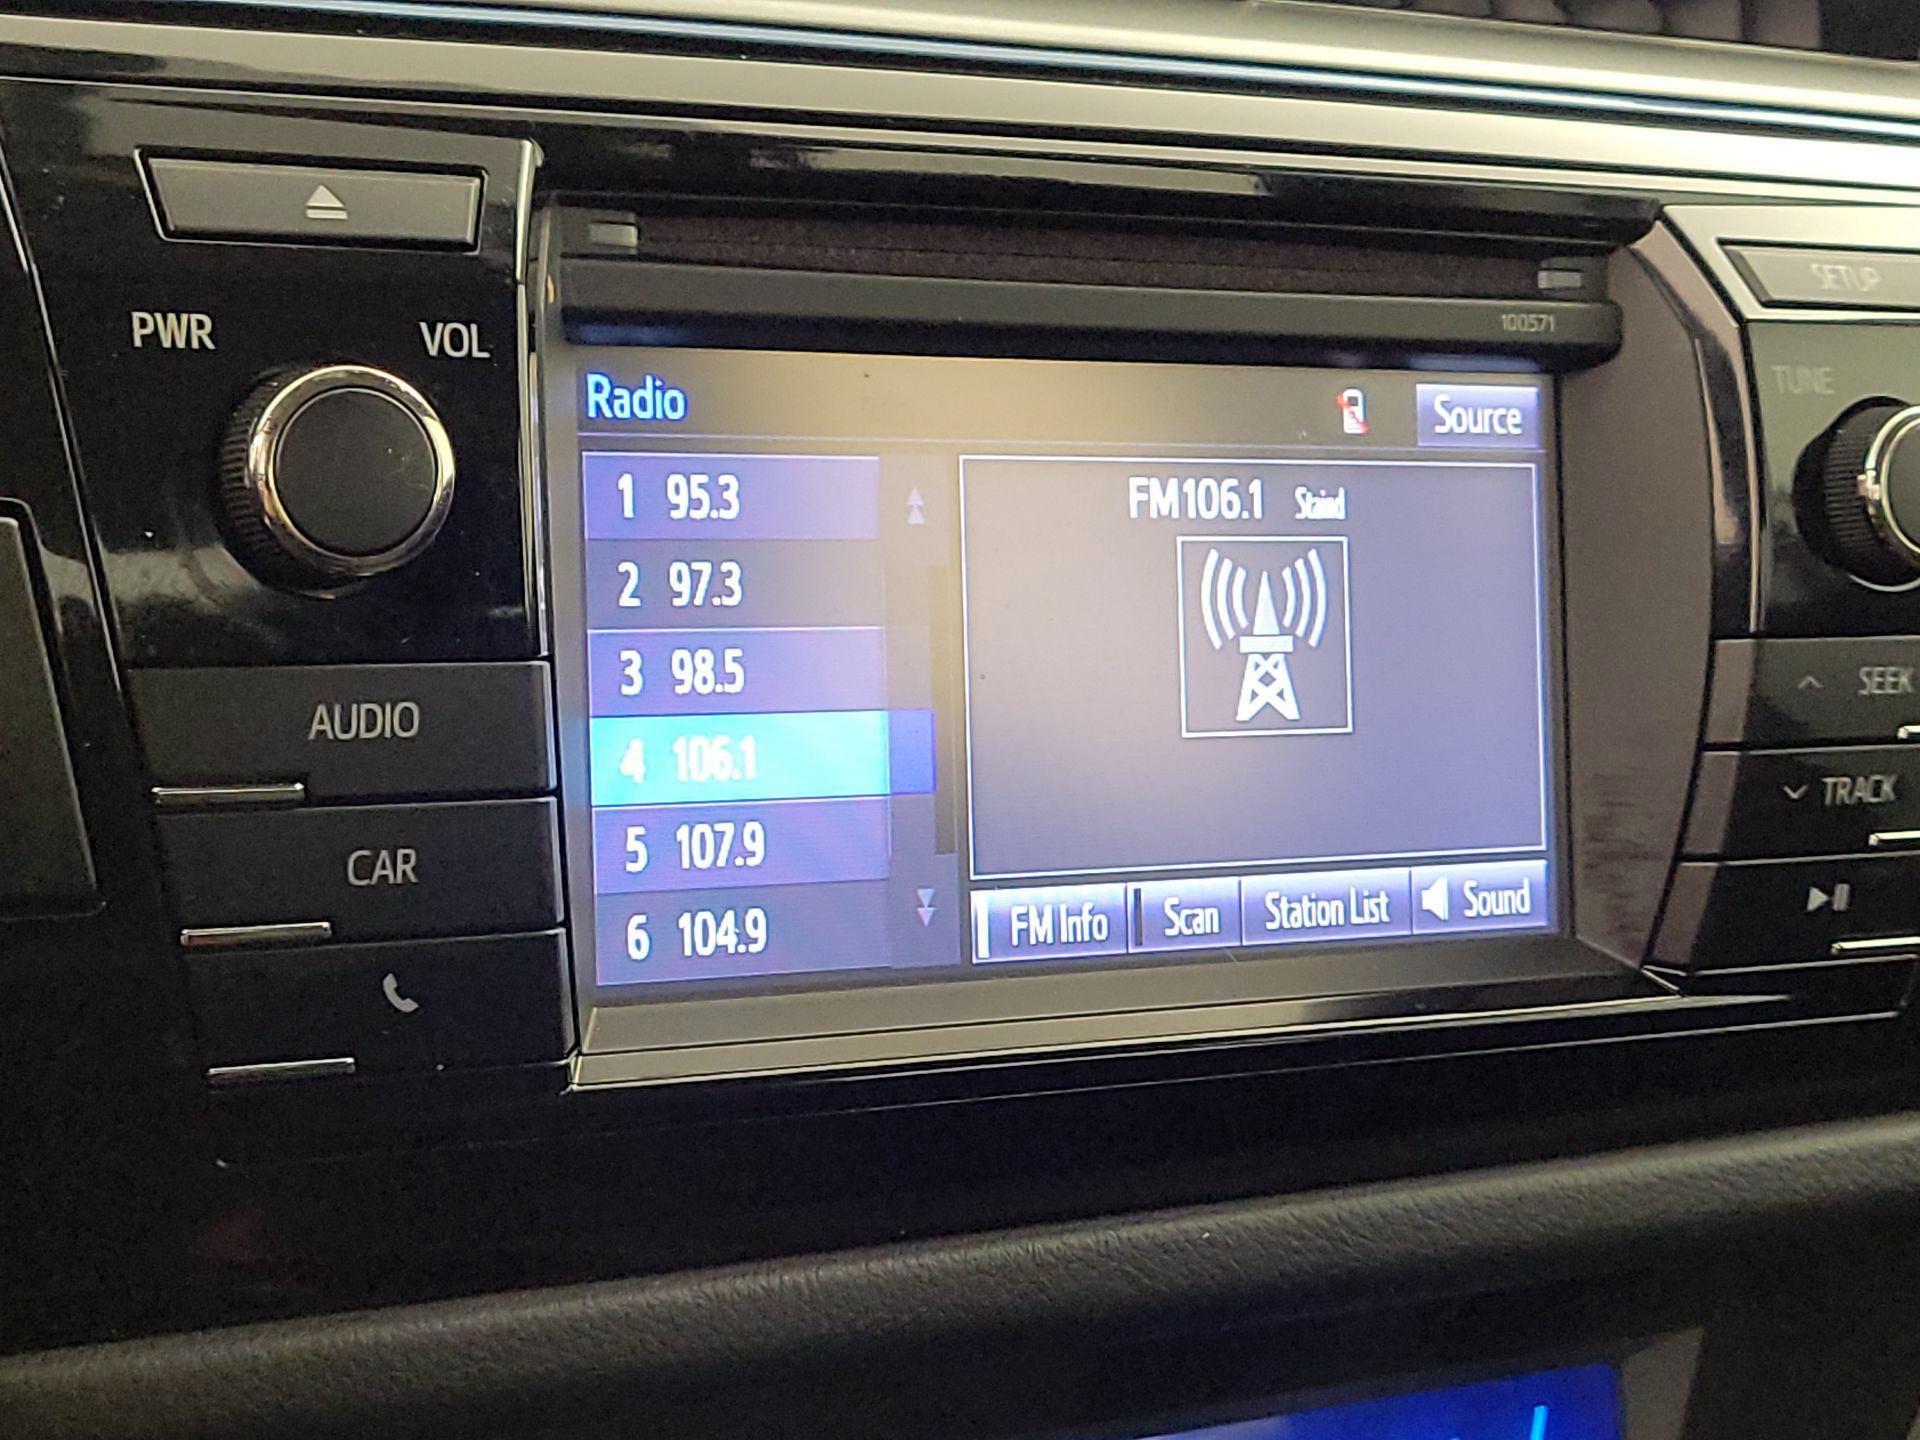 PWR VOL
AUDIO
CAR
100571
Radio
Source
1 95.3
2 97.3
3 98.5
4 106.1
5 107.9
6 104.9
FM106.1 Staind
FM Info
Scan
Station List
Sound
SETUP
TUNE
SEEK
TRACK